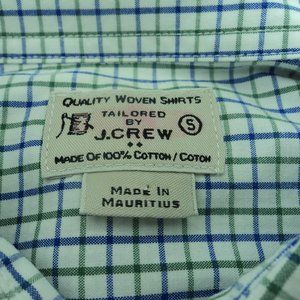 QUALITY WOVEN SHIRTS
TAILORED
BY
J.CREW
S
MADE OF 100% COTTON / COTON
MADE IN
MAURITIUS